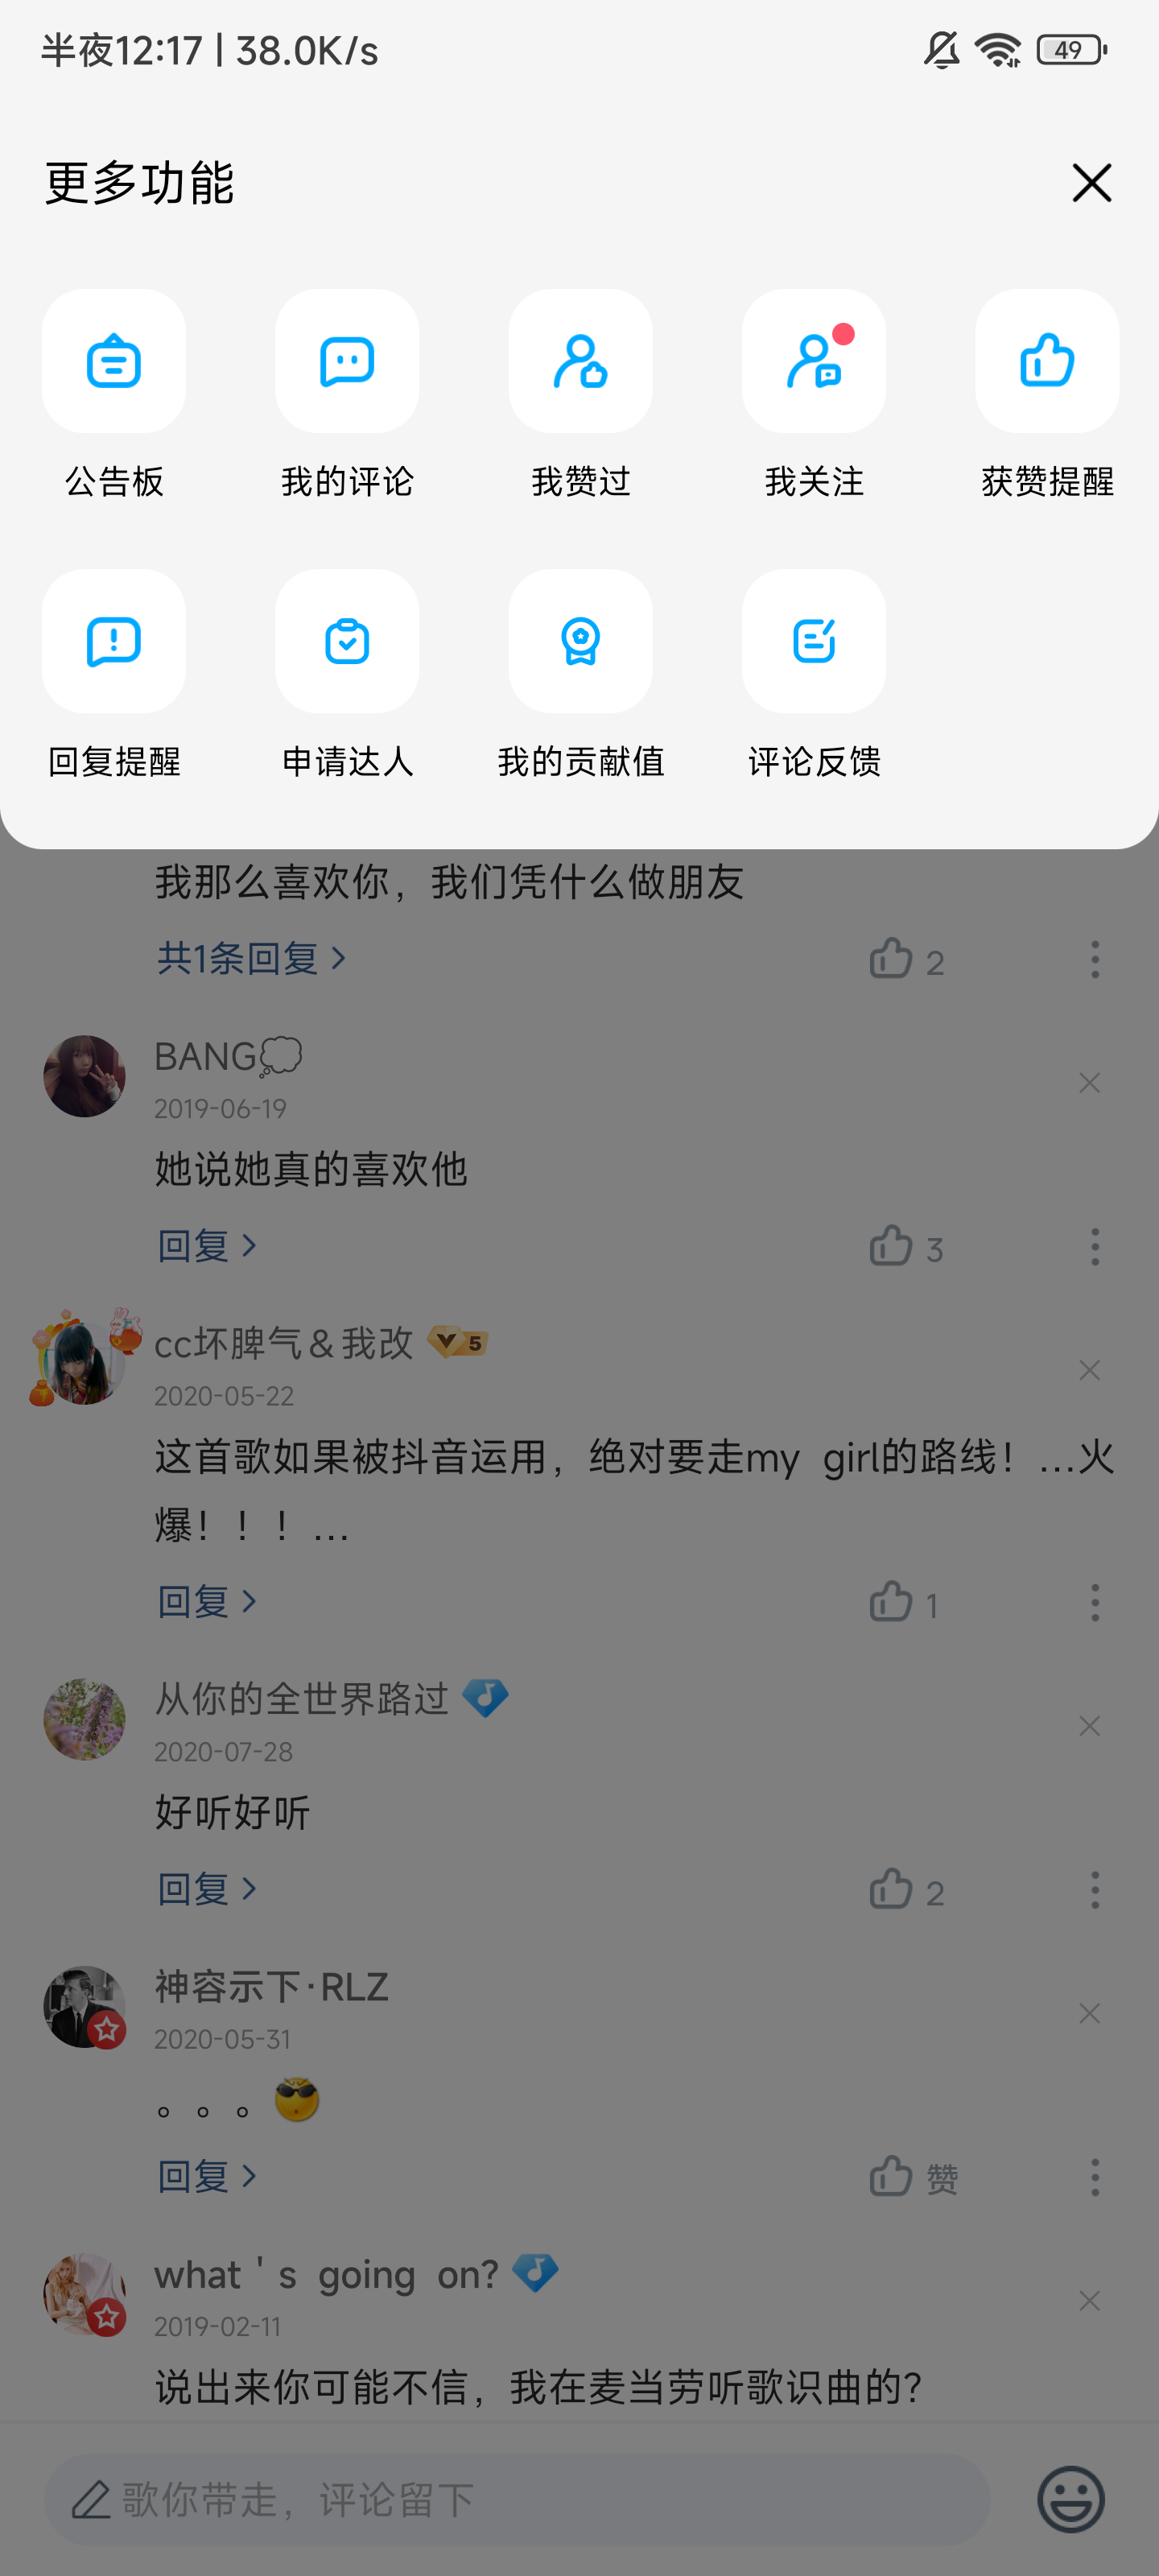 半夜12:17 | 38.0K/s
49
更多功能
公告板 我的评论 我赞过 我关注 获赞提醒
回复提醒 申请达人 我的贡献值 评论反馈
我那么喜欢你，我们凭什么做朋友
共1条回复 2
BANG
2019-06-19
她说她真的喜欢他
回复 3
cc坏脾气＆我改 V5
2020-05-22
这首歌如果被抖音运用，绝对要走my girl的路线！…火
爆！！！…
回复 1
从你的全世界路过
2020-07-28
好听好听
回复 2
神容示下·RLZ
2020-05-31
。。。
回复 赞
what＇s going on?
2019-02-11
说出来你可能不信，我在麦当劳听歌识曲的?
歌你带走，评论留下